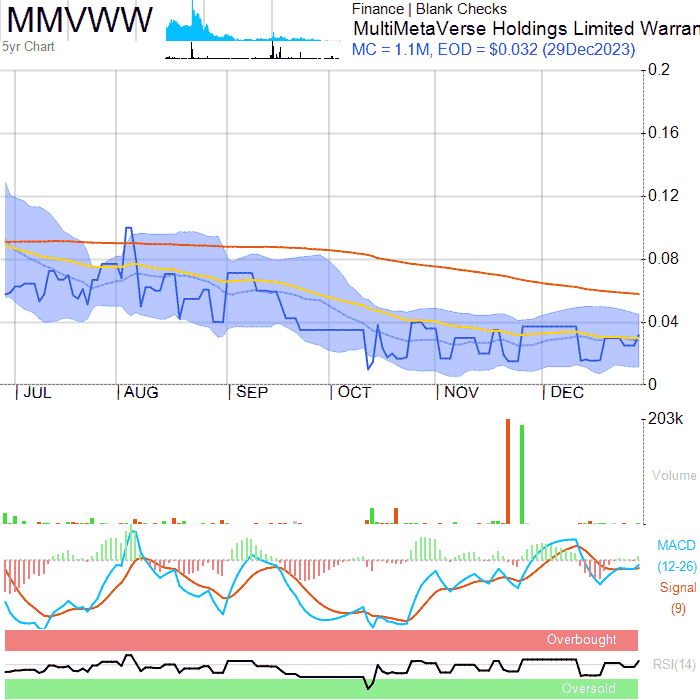 MMVWW
5yr Chart
Finance | Blank Checks
MultiMetaVerse Holdings Limited Warran
MC = 1.1M, EOD = $0.032 (29Dec2023)
0.2
0.16
0.12
0.08
0.04
0
JUL
AUG
SEP
OCT
NOV
DEC
203k
Volume
MACD
(12-26)
Signal
(9)
Overbought
RSI(14)
Oversold